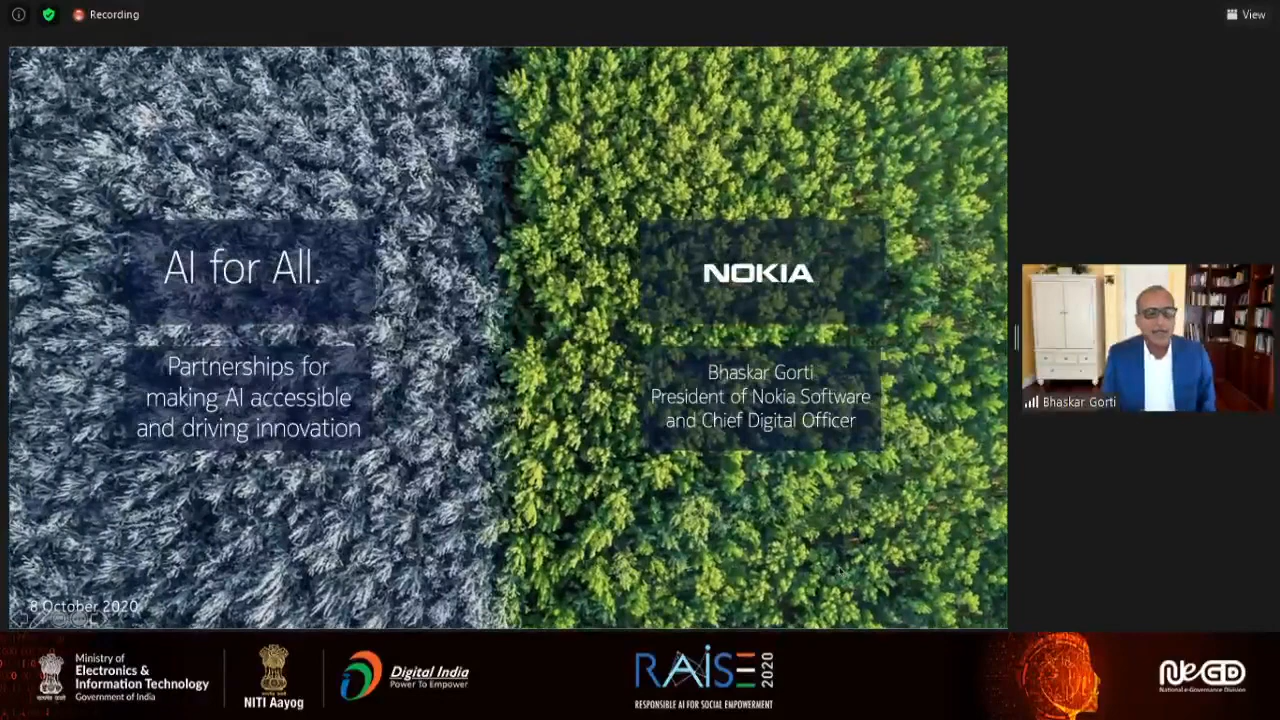 Recording
View
AI for All.
Partnerships for
making AI accessible
and driving innovation
NOKIA
Bhaskar Gorti
President of Nokia Software
and Chief Digital Officer
8 October 2020
Bhaskar Gorti
Ministry of
Electronics &
Information Technology
Government of India
NITI Aayog
Digital India
Power To Empower
RAISE 2020
RESPONSIBLE AI FOR SOCIAL EMPOWERMENT
NeGD
National e-Governance Division